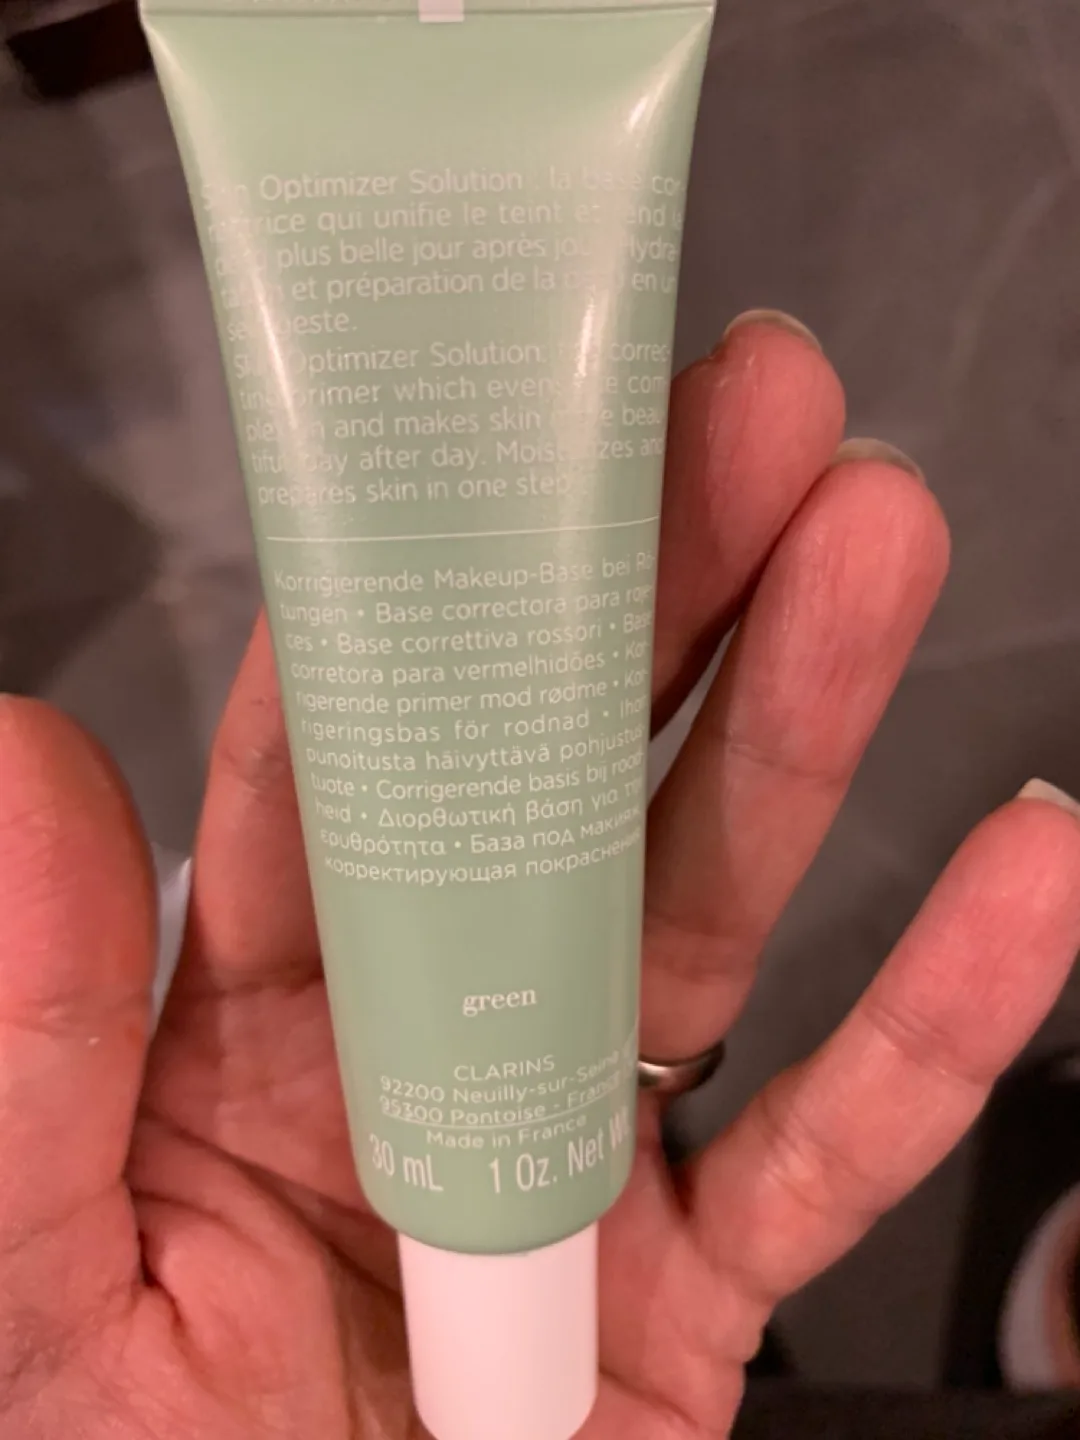 Optimizer Solution : la base cor-
qui unifie le teint et rend le
plus belle jour après jour. Hydra-
et préparation de la peau en un
geste.
Optimizer Solution: the correc-
primer which evens the com-
and makes skin more beau-
day after day. Moisturizes and
prepares skin in one step.
Korrigierende Makeup-Base bei Rö-
tungen • Base correctora para roje-
ces • Base correttiva rossori • Base
corretora para vermelhidões • Kor-
rigerende primer mod rødme • Kor-
rigeringsbas för rodnad • Ihon
punoitusta häivyttävä pohjustus-
tuote • Corrigerende basis bij rood-
heid • Διορθωτική βάση για την
ερυθρότητα • База под макияж
корректирующая покраснения
green
CLARINS
92200 Neuilly-sur-Seine
95300 Pontoise - France
Made in France
30 mL 1 Oz. Net Wt.